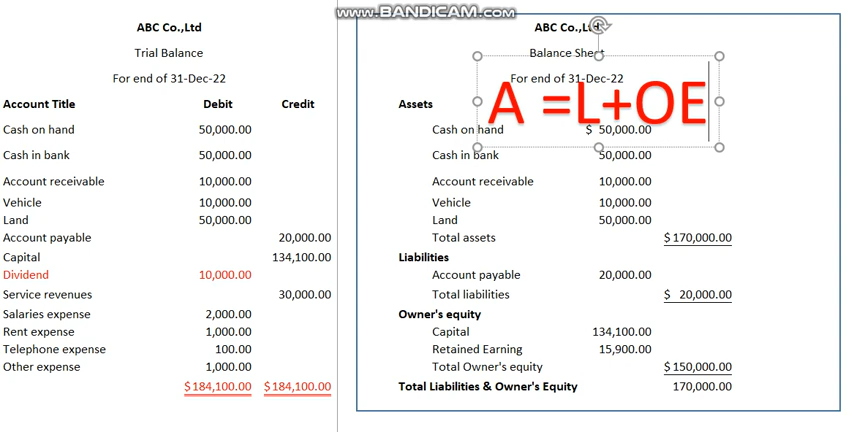 www.BANDICAM.com
ABC Co.,Ltd
Trial Balance
For end of 31-Dec-22
Account Title Debit Credit
Cash on hand 50,000.00
Cash in bank 50,000.00
Account receivable 10,000.00
Vehicle 10,000.00
Land 50,000.00
Account payable 20,000.00
Capital 134,100.00
Dividend 10,000.00
Service revenues 30,000.00
Salaries expense 2,000.00
Rent expense 1,000.00
Telephone expense 100.00
Other expense 1,000.00
$184,100.00 $184,100.00
ABC Co.,Ltd
Balance Sheet
For end of 31-Dec-22
A =L+OE
Assets
Cash on hand $ 50,000.00
Cash in bank 50,000.00
Account receivable 10,000.00
Vehicle 10,000.00
Land 50,000.00
Total assets $170,000.00
Liabilities
Account payable 20,000.00
Total liabilities $ 20,000.00
Owner's equity
Capital 134,100.00
Retained Earning 15,900.00
Total Owner's equity $150,000.00
Total Liabilities & Owner's Equity 170,000.00